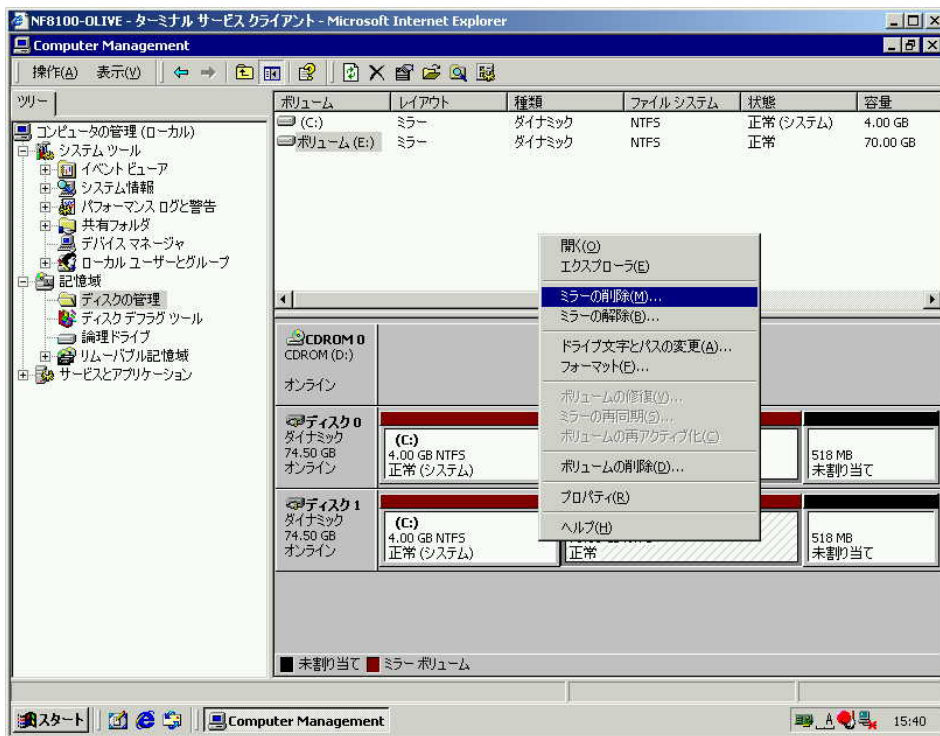 NF8100-OLIVE - ターミナル サービス クライアント - Microsoft Internet Explorer
Computer Management
操作(A) 表示(V)
ツリー
コンピュータの管理 (ローカル)
システム ツール
イベント ビューア
システム情報
パフォーマンス ログと警告
共有フォルダ
デバイス マネージャ
ローカル ユーザーとグループ
記憶域
ディスクの管理
ディスク デフラグ ツール
論理ドライブ
リムーバブル記憶域
サービスとアプリケーション
ボリューム レイアウト 種類 ファイル システム 状態 容量
(C:) ミラー ダイナミック NTFS 正常 (システム) 4.00 GB
ボリューム (E:) ミラー ダイナミック NTFS 正常 70.00 GB
開く(O)
エクスプローラ(E)
ミラーの削除(M)...
ミラーの解除(B)...
ドライブ文字とパスの変更(A)...
フォーマット(F)...
ボリュームの修復(V)...
ミラーの再同期(S)...
ボリュームの再アクティブ化(C)
ボリュームの削除(D)...
プロパティ(R)
ヘルプ(H)
CDROM 0
CDROM (D:)
オンライン
ディスク 0
ダイナミック
74.50 GB
オンライン
(C:)
4.00 GB NTFS
正常 (システム)
518 MB
未割り当て
ディスク 1
ダイナミック
74.50 GB
オンライン
(C:)
4.00 GB NTFS
正常 (システム)
正常
518 MB
未割り当て
未割り当て ミラー ボリューム
スタート Computer Management A 15:40